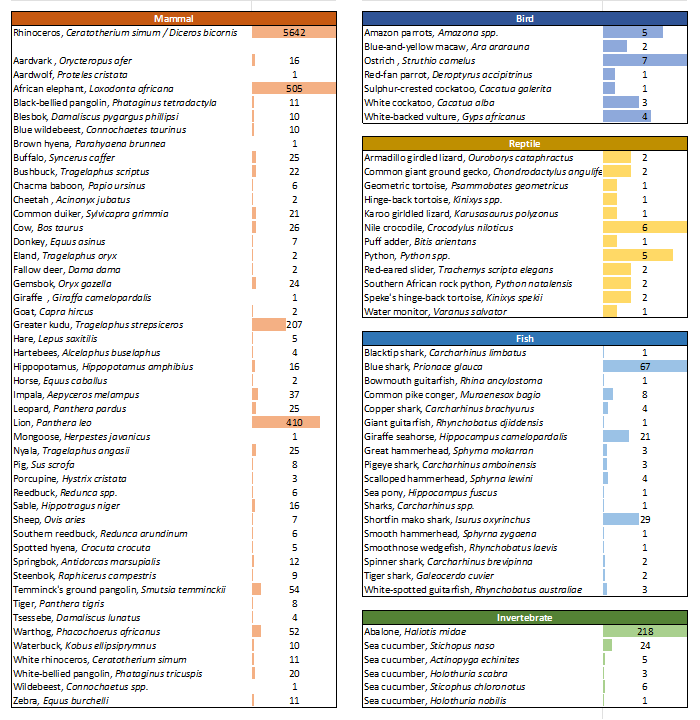 Mammal
Rhinoceros, Ceratotherium simum / Diceros bicornis 5642
Aardvark , Orycteropus afer 16
Aardwolf, Proteles cristata 1
African elephant, Loxodonta africana 505
Black-bellied pangolin, Phataginus tetradactyla 11
Blesbok, Damaliscus pygargus phillipsi 10
Blue wildebeest, Connochaetes taurinus 10
Brown hyena, Parahyaena brunnea 1
Buffalo, Syncerus caffer 25
Bushbuck, Tragelaphus scriptus 22
Chacma baboon, Papio ursinus 6
Cheetah , Acinonyx jubatus 2
Common duiker, Sylvicapra grimmia 21
Cow, Bos taurus 26
Donkey, Equus asinus 7
Eland, Tragelaphus oryx 2
Fallow deer, Dama dama 2
Gemsbok, Oryx gazella 24
Giraffe , Giraffa camelopardalis 1
Goat, Capra hircus 2
Greater kudu, Tragelaphus strepsiceros 207
Hare, Lepus saxitilis 5
Hartebees, Alcelaphus buselaphus 4
Hippopotamus, Hippopotamus amphibius 16
Horse, Equus caballus 2
Impala, Aepyceros melampus 37
Leopard, Panthera pardus 25
Lion, Panthera leo 410
Mongoose, Herpestes javanicus 1
Nyala, Tragelaphus angasii 25
Pig, Sus scrofa 8
Porcupine, Hystrix cristata 3
Reedbuck, Redunca spp. 6
Sable, Hippotragus niger 16
Sheep, Ovis aries 7
Southern reedbuck, Redunca arundinum 6
Spotted hyena, Crocuta crocuta 5
Springbok, Antidorcas marsupialis 12
Steenbok, Raphicerus campestris 9
Temminck's ground pangolin, Smutsia temminckii 54
Tiger, Panthera tigris 8
Tsessebe, Damaliscus lunatus 4
Warthog, Phacochoerus africanus 52
Waterbuck, Kobus ellipsiprymnus 10
White rhinoceros, Ceratotherium simum 11
White-bellied pangolin, Phataginus tricuspis 20
Wildebeest, Connochaetus spp. 1
Zebra, Equus burchelli 11
Bird
Amazon parrots, Amazona spp. 5
Blue-and-yellow macaw, Ara ararauna 2
Ostrich , Struthio camelus 7
Red-fan parrot, Deroptyrus accipitrinus 1
Sulphur-crested cockatoo, Cacatua galerita 1
White cockatoo, Cacatua alba 3
White-backed vulture, Gyps africanus 4
Reptile
Armadillo girdled lizard, Ouroborys cataphractus 2
Common giant ground gecko, Chondrodactylus angulife 2
Geometric tortoise, Psammobates geometricus 1
Hinge-back tortoise, Kinixys spp. 1
Karoo girldled lizard, Karusasaurus polyzonus 1
Nile crocodile, Crocodylus niloticus 6
Puff adder, Bitis arientans 1
Python, Python spp. 5
Red-eared slider, Trachemys scripta elegans 2
Southern African rock python, Python natalensis 2
Speke's hinge-back tortoise, Kinixys spekii 2
Water monitor, Varanus salvator 1
Fish
Blacktip shark, Carcharhinus limbatus 1
Blue shark, Prionace glauca 67
Bowmouth guitarfish, Rhina ancylostoma 1
Common pike conger, Muraenesox bagio 8
Copper shark, Carcharhinus brachyurus 4
Giant guitarfish, Rhynchobatus djiddensis 1
Giraffe seahorse, Hippocampus camelopardalis 21
Great hammerhead, Sphyrna mokarran 3
Pigeye shark, Carcharhinus amboinensis 3
Scalloped hammerhead, Sphyrna lewini 4
Sea pony, Hippocampus fuscus 1
Sharks, Carcharhinus spp. 1
Shortfin mako shark, Isurus oxyrinchus 29
Smooth hammerhead, Sphyrna zygaena 1
Smoothnose wedgefish, Rhynchobatus laevis 1
Spinner shark, Carcharhinus brevipinna 2
Tiger shark, Galeocerdo cuvier 2
White-spotted guitarfish, Rhynchobatus australiae 3
Invertebrate
Abalone, Haliotis midae 218
Sea cucumber, Stichopus naso 24
Sea cucumber, Actinopyga echinites 5
Sea cucumber, Holothuria scabra 3
Sea cucumber, Sticophus chloronotus 6
Sea cucumber, Holothuria nobilis 1